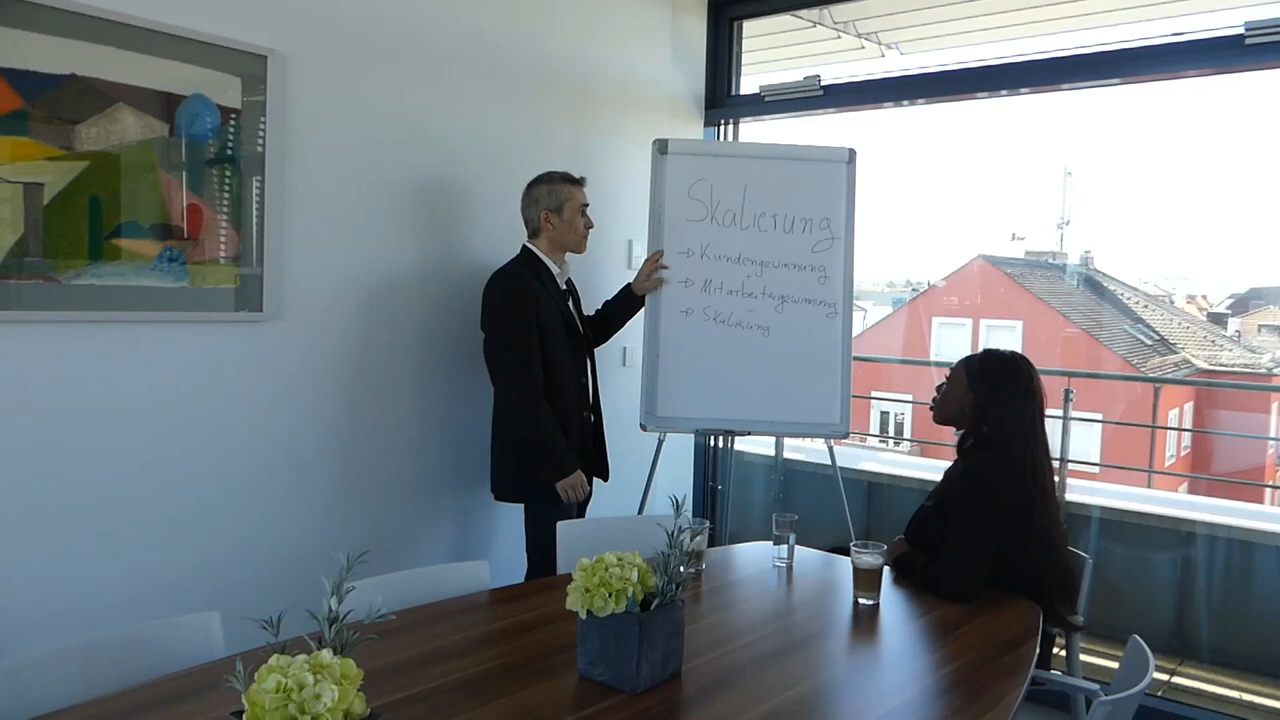 Skalierung
→ Kundengewinnung
+
→ Mitarbeitergewinnung
=
→ Skalierung